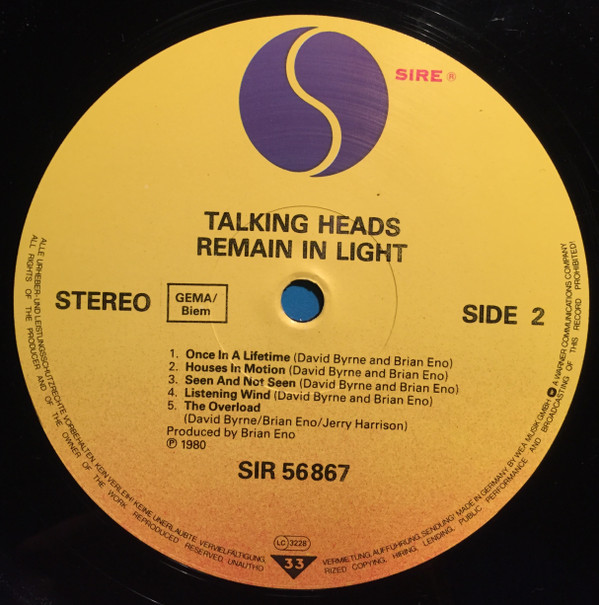 SIRE ®
TALKING HEADS
REMAIN IN LIGHT
STEREO
GEMA/
Biem
SIDE 2
1. Once In A Lifetime (David Byrne and Brian Eno)
2. Houses In Motion (David Byrne and Brian Eno)
3. Seen And Not Seen (David Byrne and Brian Eno)
4. Listening Wind (David Byrne and Brian Eno)
5. The Overload
(David Byrne/Brian Eno/Jerry Harrison)
Produced by Brian Eno
℗ 1980
SIR 56 867
LC 3228
33
ALLE URHEBER- UND LEISTUNGSSCHUTZRECHTE VORBEHALTEN. KEIN VERLEIH! KEINE UNERLAUBTE VERVIELFÄLTIGUNG, VERMIETUNG, AUFFÜHRUNG, SENDUNG! MADE IN GERMANY BY WEA MUSIK GMBH A WARNER COMMUNICATIONS COMPANY
ALL RIGHTS OF THE PRODUCER AND OF THE OWNER OF THE WORK REPRODUCED RESERVED. UNAUTHORIZED COPYING, HIRING, LENDING, PUBLIC PERFORMANCE AND BROADCASTING OF THIS RECORD PROHIBITED!